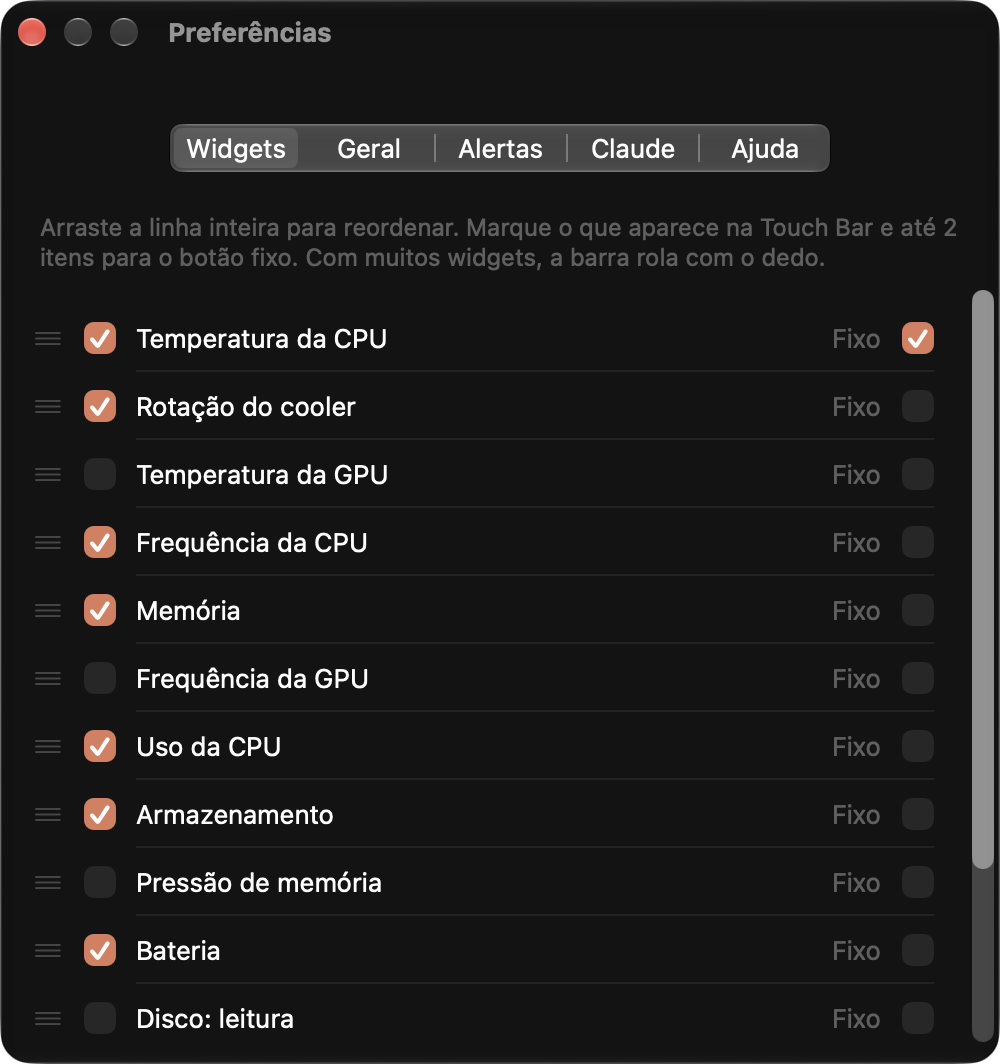 Preferências
Widgets Geral Alertas Claude Ajuda
Arraste a linha inteira para reordenar. Marque o que aparece na Touch Bar e até 2
itens para o botão fixo. Com muitos widgets, a barra rola com o dedo.
Temperatura da CPU Fixo
Rotação do cooler Fixo
Temperatura da GPU Fixo
Frequência da CPU Fixo
Memória Fixo
Frequência da GPU Fixo
Uso da CPU Fixo
Armazenamento Fixo
Pressão de memória Fixo
Bateria Fixo
Disco: leitura Fixo